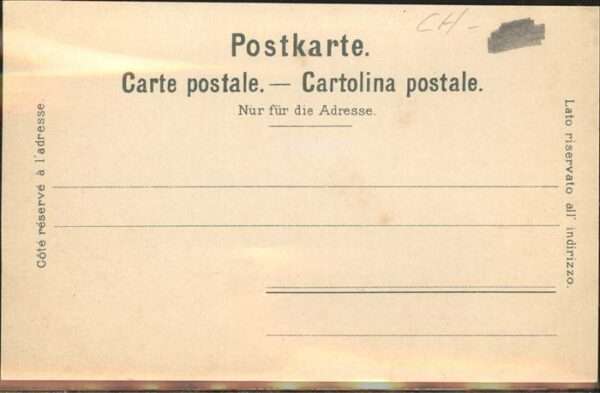 CH-
Postkarte.
Carte postale. — Cartolina postale.
Nur für die Adresse.
Côté réservé à l'adresse.
Lato riservato all' indirizzo.